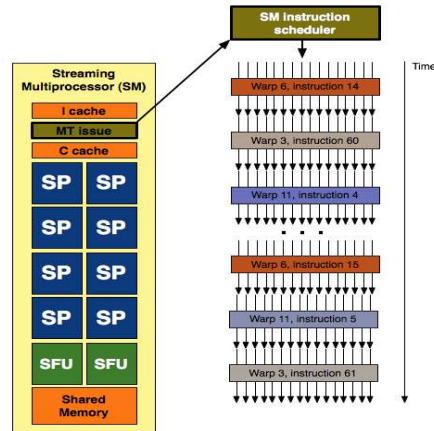 SM instruction
scheduler
Time
Streaming
Multiprocessor (SM)
I cache
MT issue
C cache
SP SP
SP SP
SP SP
SP SP
SFU SFU
Shared
Memory
Warp 6, instruction 14
Warp 3, instruction 60
Warp 11, instruction 4
. . .
Warp 6, instruction 15
Warp 11, instruction 5
Warp 3, instruction 61